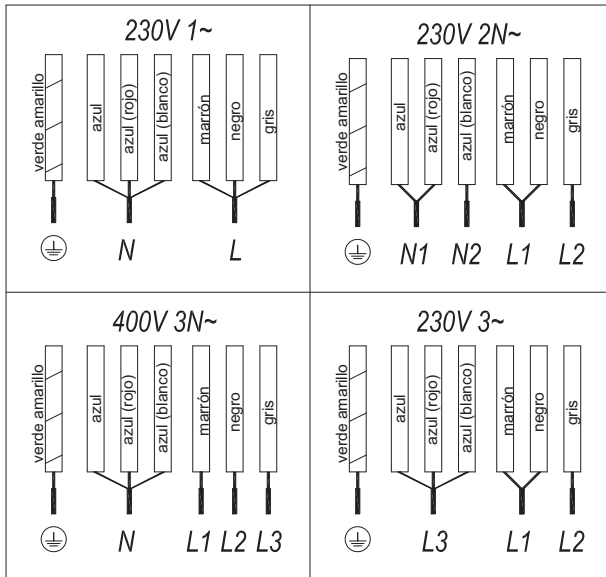 230V 1~
verde amarillo
azul
azul (rojo)
azul (blanco)
marrón
negro
gris
N L
230V 2N~
verde amarillo
azul
azul (rojo)
azul (blanco)
marrón
negro
gris
N1 N2 L1 L2
400V 3N~
verde amarillo
azul
azul (rojo)
azul (blanco)
marrón
negro
gris
N L1 L2 L3
230V 3~
verde amarillo
azul
azul (rojo)
azul (blanco)
marrón
negro
gris
L3 L1 L2